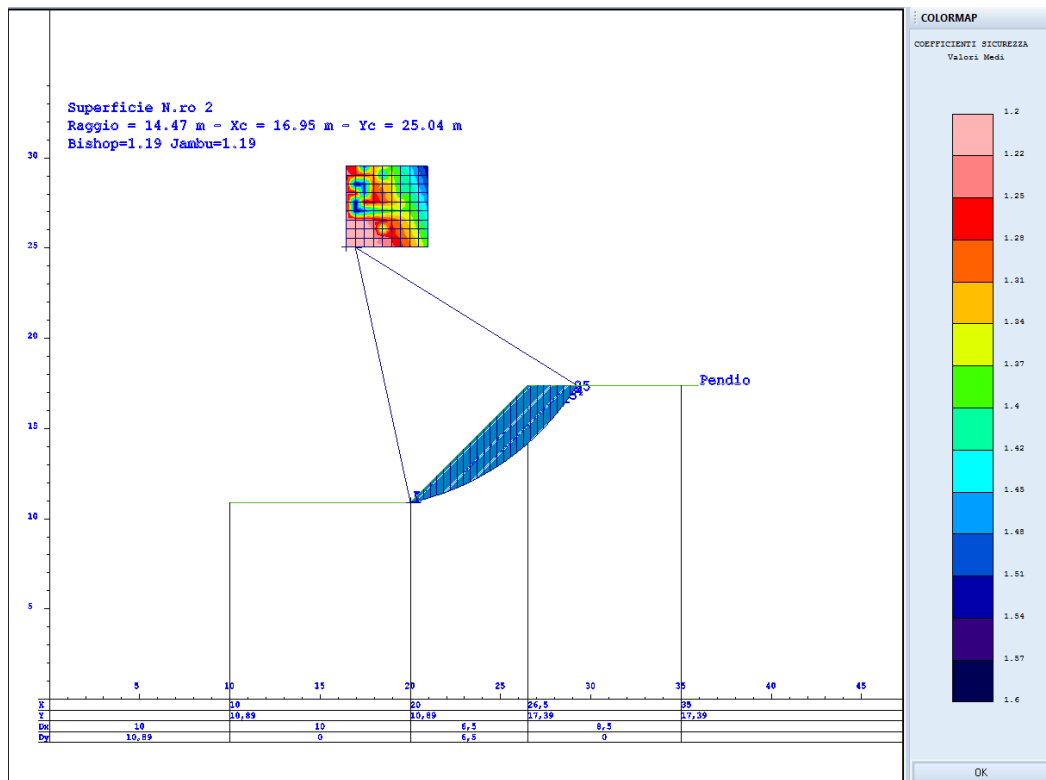 COLORMAP
COEFFICIENTI SICUREZZA
Valori Medi
Superficie N.ro 2
Raggio = 14.47 m - Xc = 16.95 m - Yc = 25.04 m
Bishop=1.19 Jambu=1.19
30
25
20
15
10
5
Pendio
25
5 10 15 20 25 30 35 40 45
X 10 20 26,5 35
Y 10,89 10,89 17,39 17,39
Dx 10 10 6,5 8,5
Dy 10,89 0 6,5 0
1.2
1.22
1.25
1.28
1.31
1.34
1.37
1.4
1.42
1.45
1.48
1.51
1.54
1.57
1.6
OK